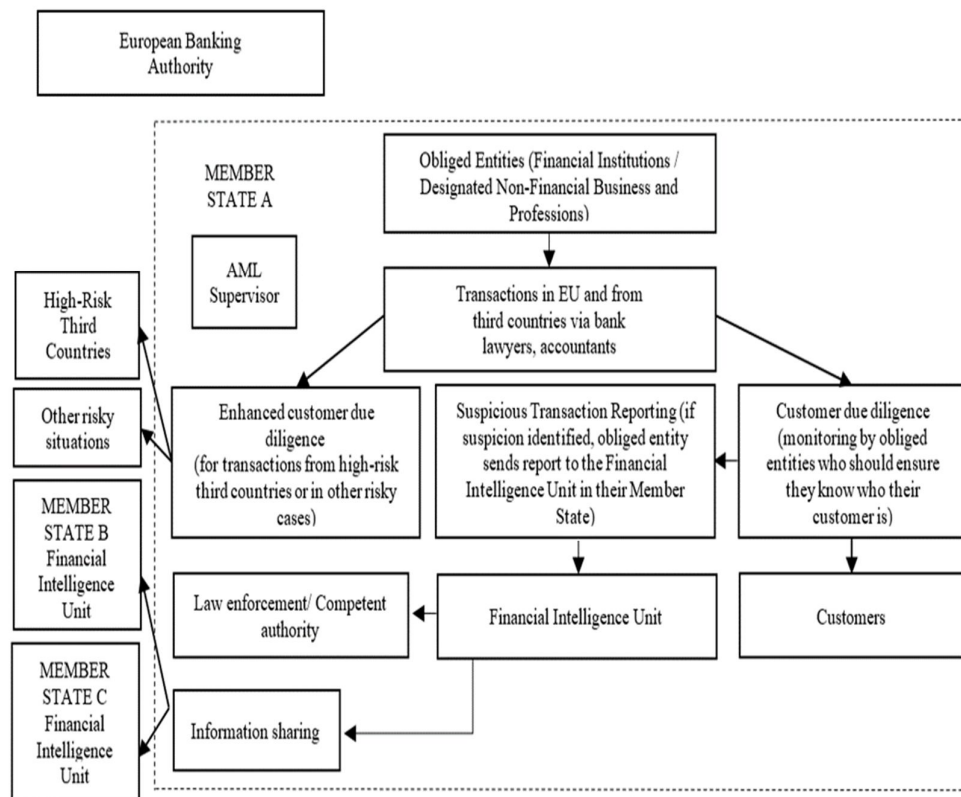 European Banking
Authority
MEMBER
STATE A
Obliged Entities (Financial Institutions /
Designated Non-Financial Business and
Professions)
AML
Supervisor
High-Risk
Third
Countries
Transactions in EU and from
third countries via bank
lawyers, accountants
Other risky
situations
Enhanced customer due
diligence
(for transactions from high-risk
third countries or in other risky
cases)
Suspicious Transaction Reporting (if
suspicion identified, obliged entity
sends report to the Financial
Intelligence Unit in their Member
State)
Customer due diligence
(monitoring by obliged
entities who should ensure
they know who their
customer is)
MEMBER
STATE B
Financial
Intelligence
Unit
Law enforcement/ Competent
authority
Financial Intelligence Unit
Customers
MEMBER
STATE C
Financial
Intelligence
Unit
Information sharing